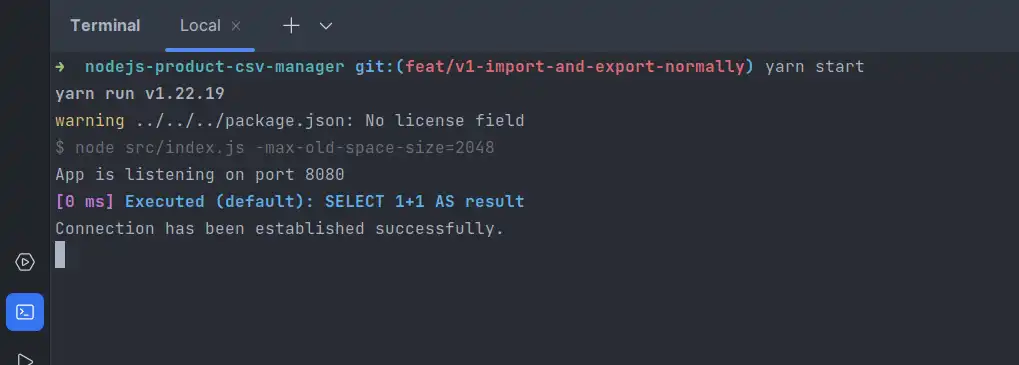 Terminal Local
→ nodejs-product-csv-manager git:(feat/v1-import-and-export-normally) yarn start
yarn run v1.22.19
warning ../../../package.json: No license field
$ node src/index.js -max-old-space-size=2048
App is listening on port 8080
[0 ms] Executed (default): SELECT 1+1 AS result
Connection has been established successfully.